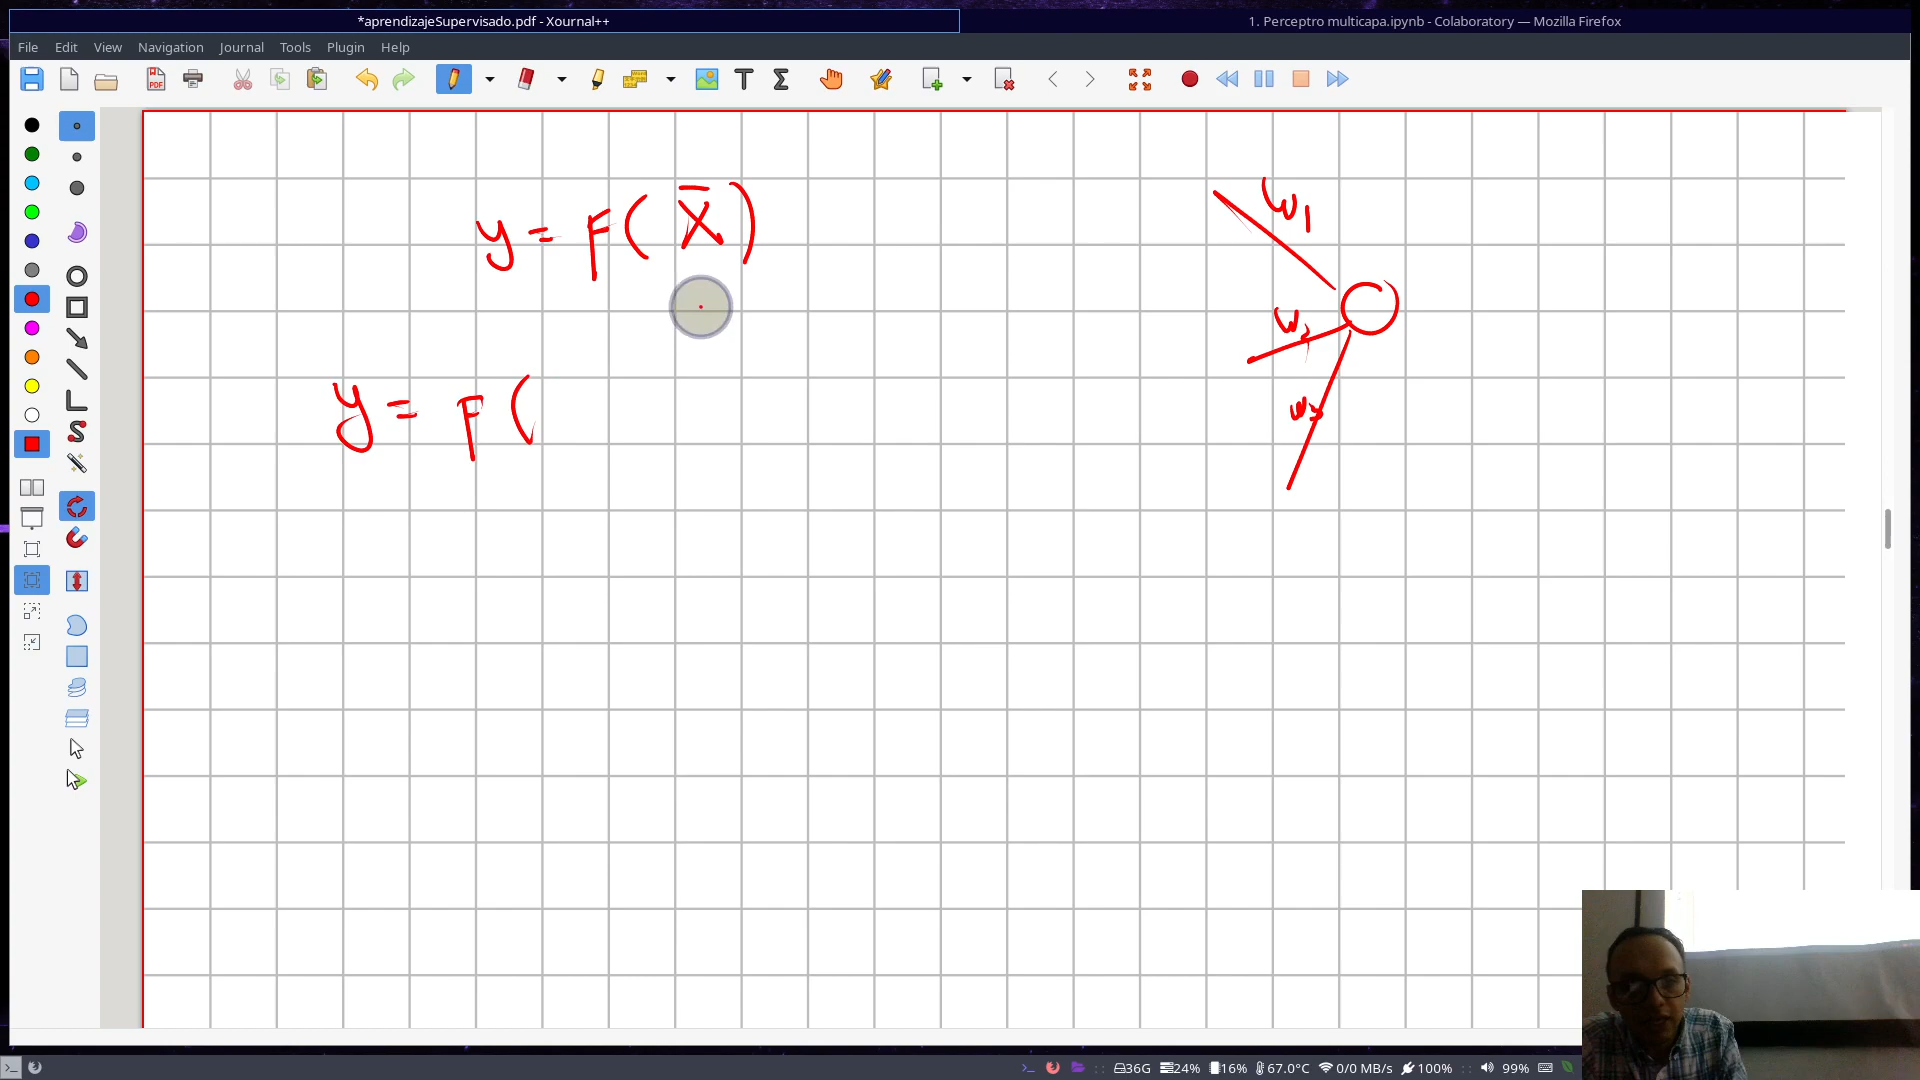 *aprendizajeSupervisado.pdf - Xournal++
1. Perceptro multicapa.ipynb - Colaboratory — Mozilla Firefox
File Edit View Navigation Journal Tools Plugin Help
PDF
y = F( X̄ )
w1
w2
y = F (
w3
36G 24% 16% 67.0°C 0/0 MB/s 100% 99%